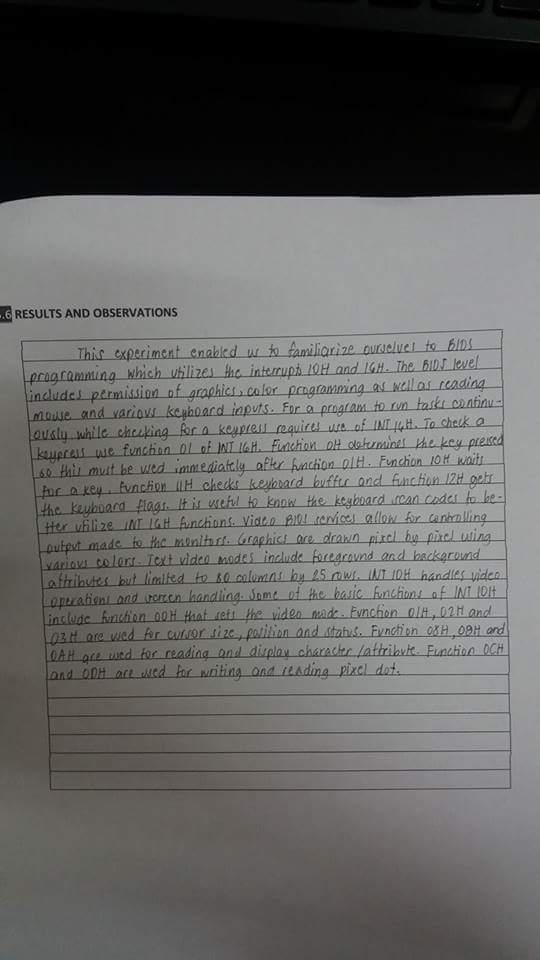 .6 RESULTS AND OBSERVATIONS
This experiment enabled us to familiarize ourselves to BIOS
programming which utilizes the interrupts 10H and 16H. The BIOS level
includes permission of graphics, color programming as well as reading
mouse and various keyboard inputs. For a program to run tasks continu-
ously while checking for a keypress requires use of INT 16H. To check a
keypress use function 01 of INT 16H. Function 0H determines the key pressed
so this must be used immediately after function 01H. Function 10H waits
for a key. Function 11H checks keyboard buffer and function 12H gets
the keyboard flags. It is useful to know the keyboard scan codes to be-
tter utilize INT 16H functions. Video BIOS services allow for controlling
output made to the monitors. Graphics are drawn pixel by pixel using
various colors. Text video modes include foreground and background
attributes but limited to 80 columns by 25 rows. INT 10H handles video
operations and screen handling. Some of the basic functions of INT 10H
include function 00H that sets the video mode. Function 01H, 02H and
03H are used for cursor size, position and status. Function 08H, 09H and
0AH are used for reading and display character/attribute. Function 0CH
and 0DH are used for writing and reading pixel dot.